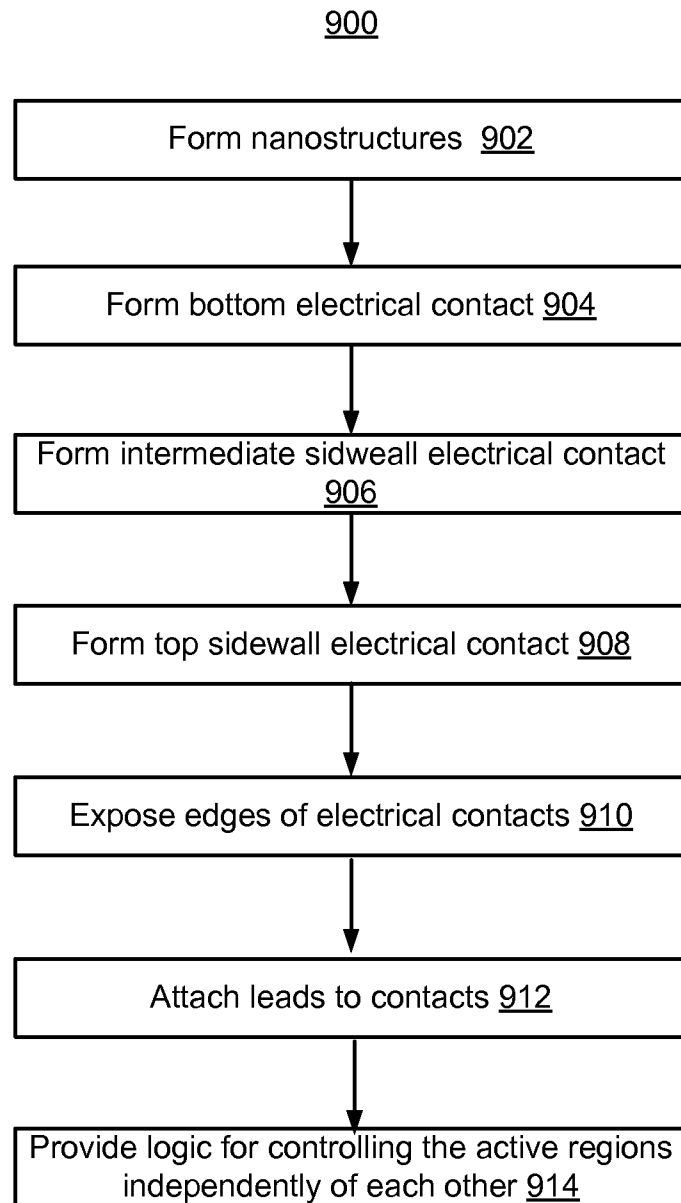 900
Form nanostructures 902
Form bottom electrical contact 904
Form intermediate sidweall electrical contact
906
Form top sidewall electrical contact 908
Expose edges of electrical contacts 910
Attach leads to contacts 912
Provide logic for controlling the active regions
independently of each other 914